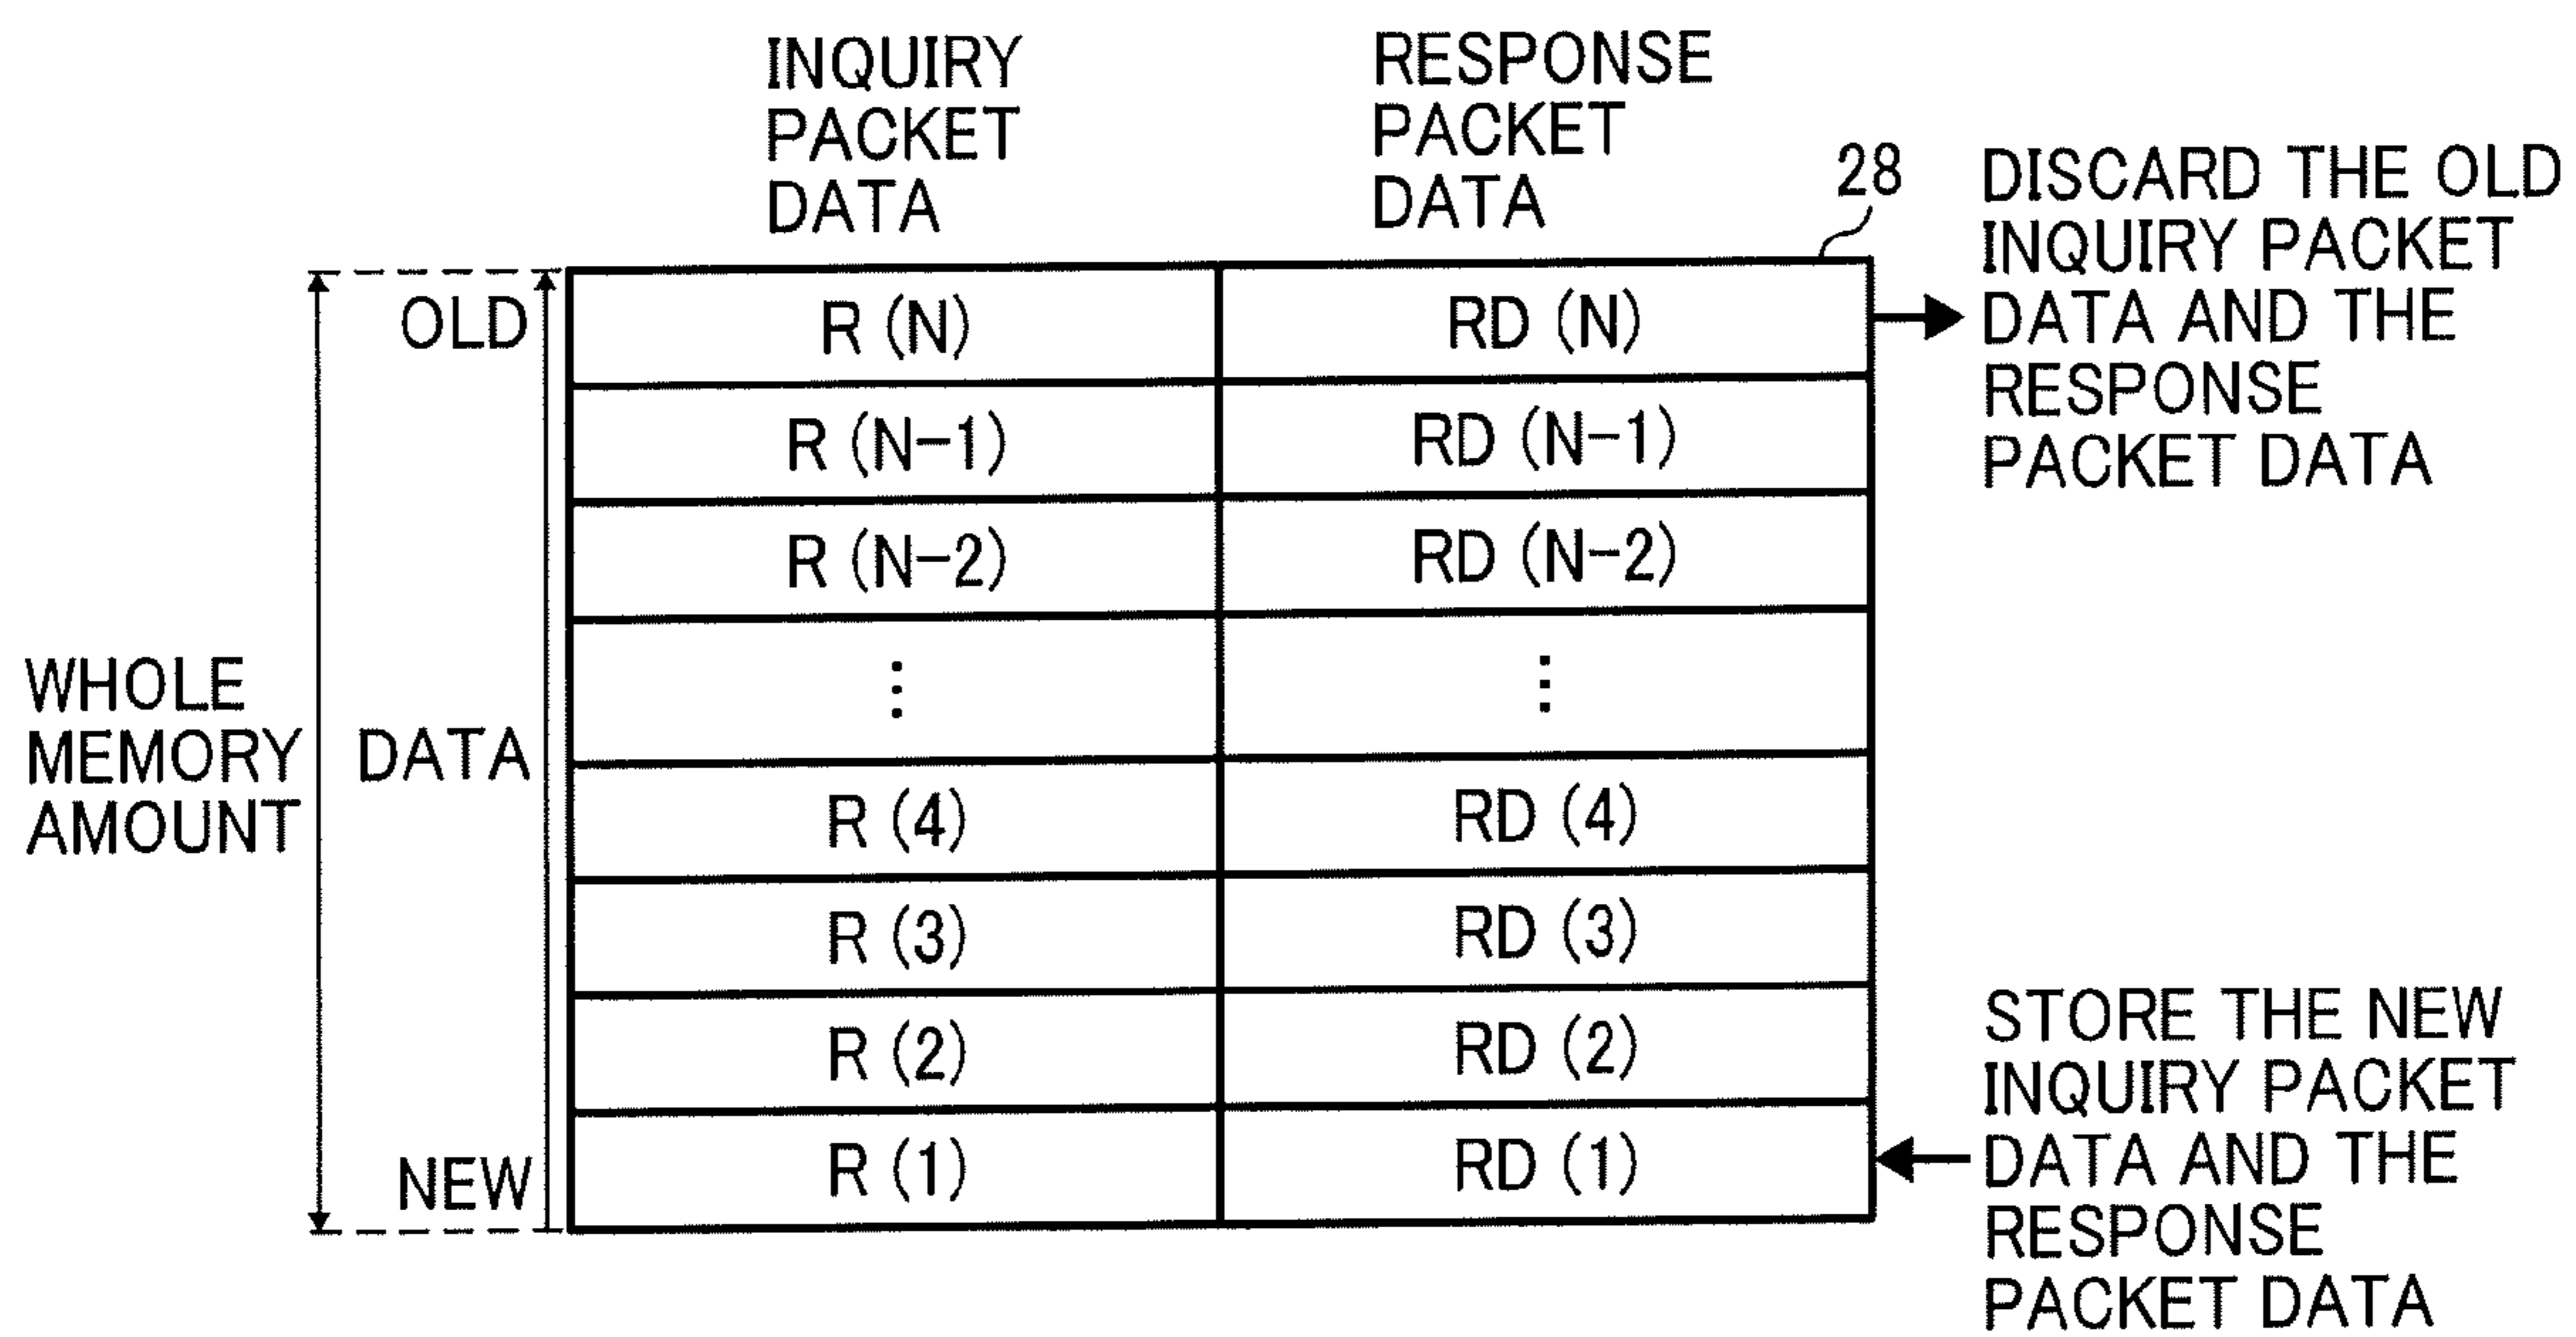 INQUIRY
PACKET
DATA
RESPONSE
PACKET
DATA
28
DISCARD THE OLD
INQUIRY PACKET
DATA AND THE
RESPONSE
PACKET DATA
WHOLE
MEMORY
AMOUNT
OLD
DATA
NEW
R (N) RD (N)
R (N-1) RD (N-1)
R (N-2) RD (N-2)
⋮ ⋮
R (4) RD (4)
R (3) RD (3)
R (2) RD (2)
R (1) RD (1)
STORE THE NEW
INQUIRY PACKET
DATA AND THE
RESPONSE
PACKET DATA